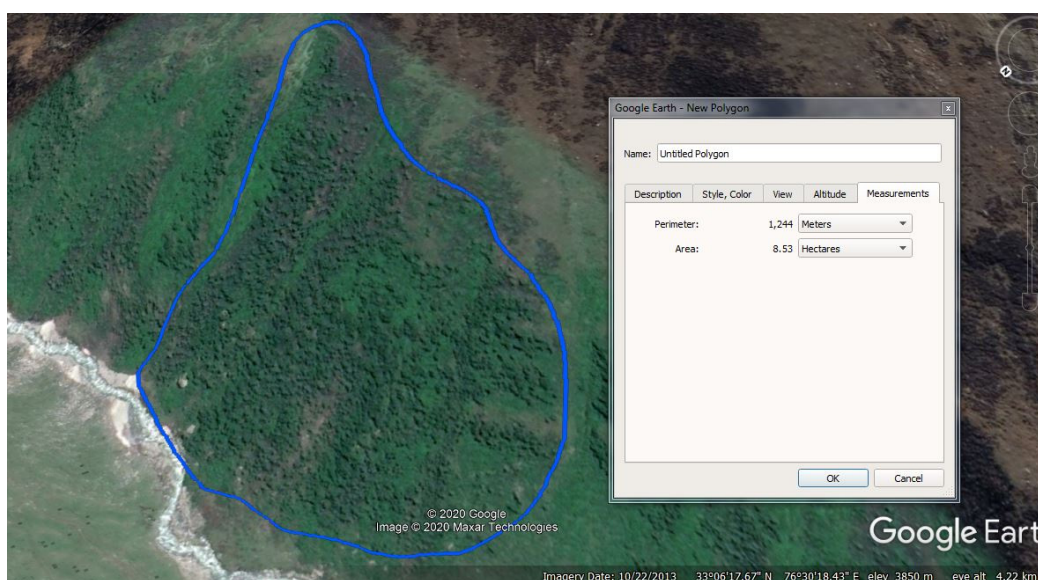 Google Earth - New Polygon
Name: Untitled Polygon
Description Style, Color View Altitude Measurements
Perimeter: 1,244 Meters
Area: 8.53 Hectares
OK Cancel
© 2020 Google
Image © 2020 Maxar Technologies
Google Eart
Imagery Date: 10/22/2013 33°06'17.67" N 76°30'18.43" E elev 3850 m eye alt 4.22 km
N